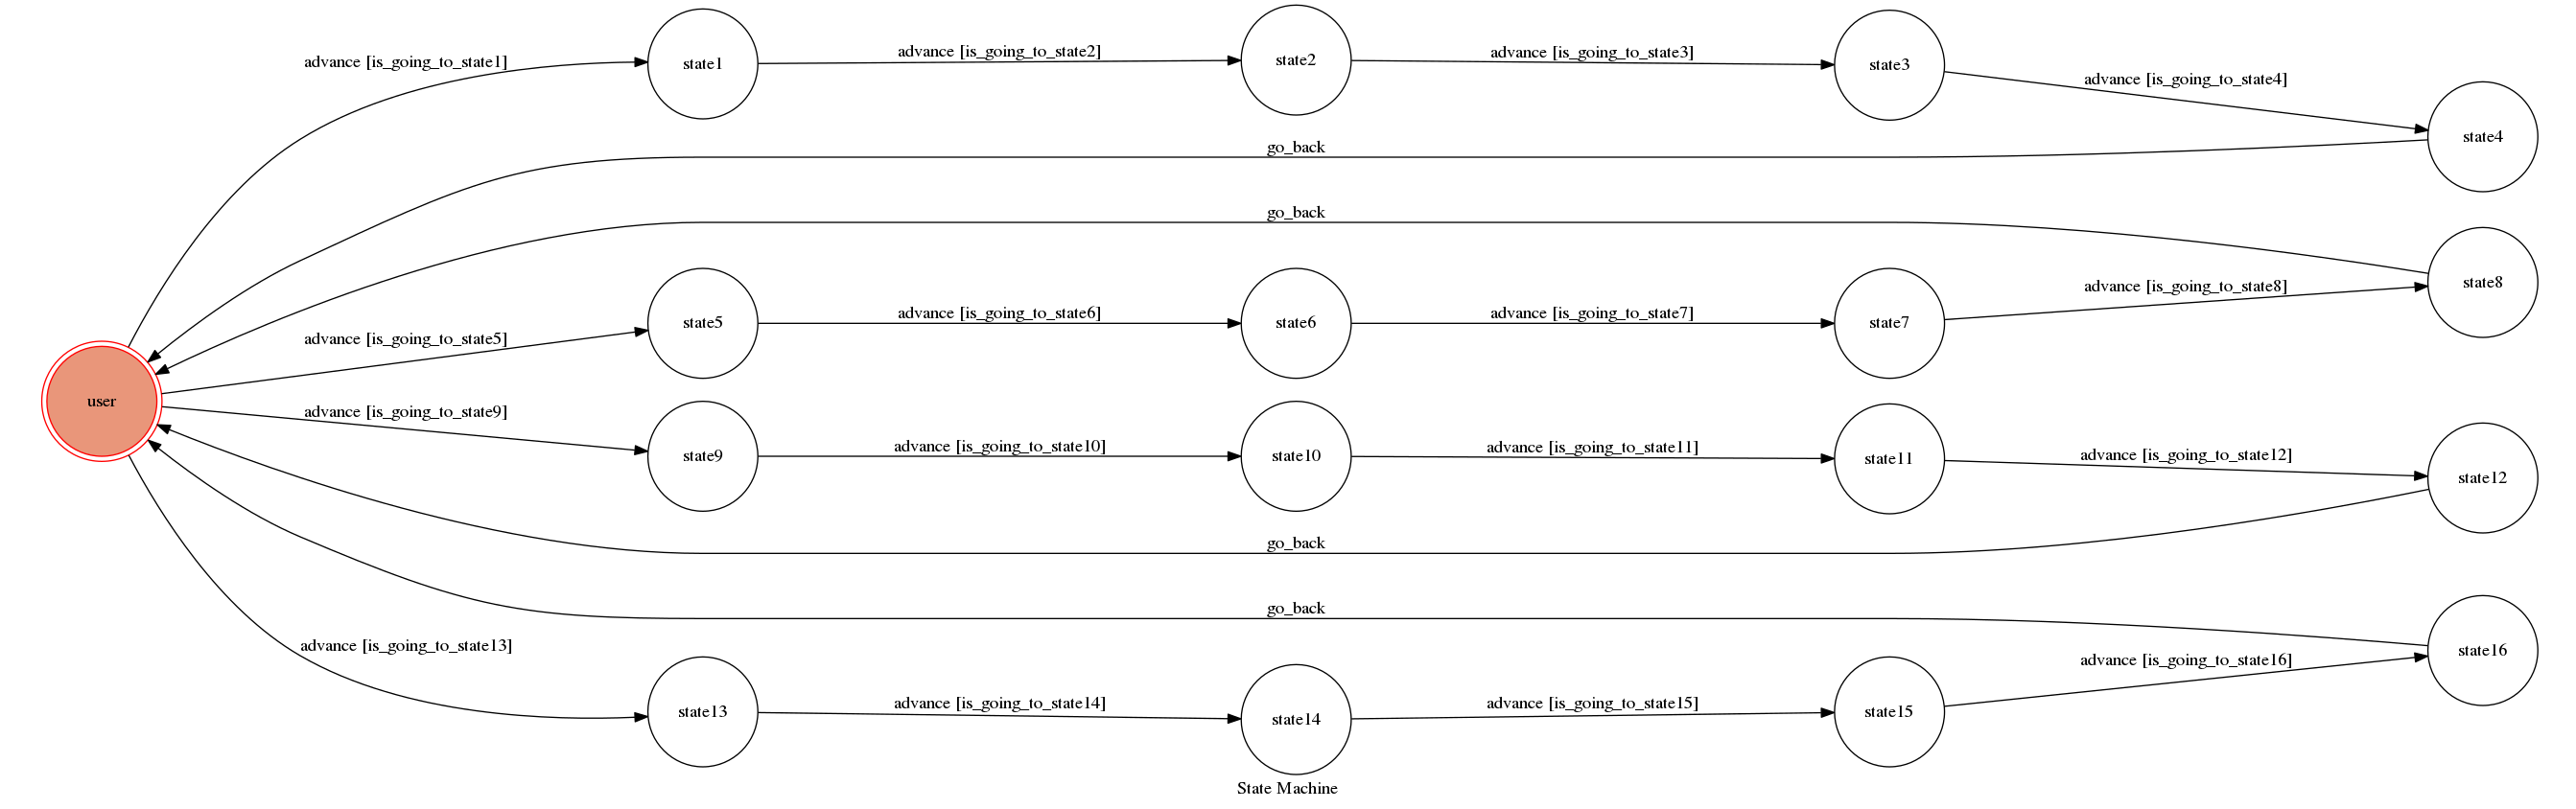 advance [is_going_to_state1]
state1
advance [is_going_to_state2]
state2
advance [is_going_to_state3]
state3
advance [is_going_to_state4]
state4
go_back
go_back
state8
advance [is_going_to_state5]
state5
advance [is_going_to_state6]
state6
advance [is_going_to_state7]
state7
advance [is_going_to_state8]
user
advance [is_going_to_state9]
state9
advance [is_going_to_state10]
state10
advance [is_going_to_state11]
state11
advance [is_going_to_state12]
state12
go_back
go_back
advance [is_going_to_state13]
state13
advance [is_going_to_state14]
state14
advance [is_going_to_state15]
state15
advance [is_going_to_state16]
state16
State Machine